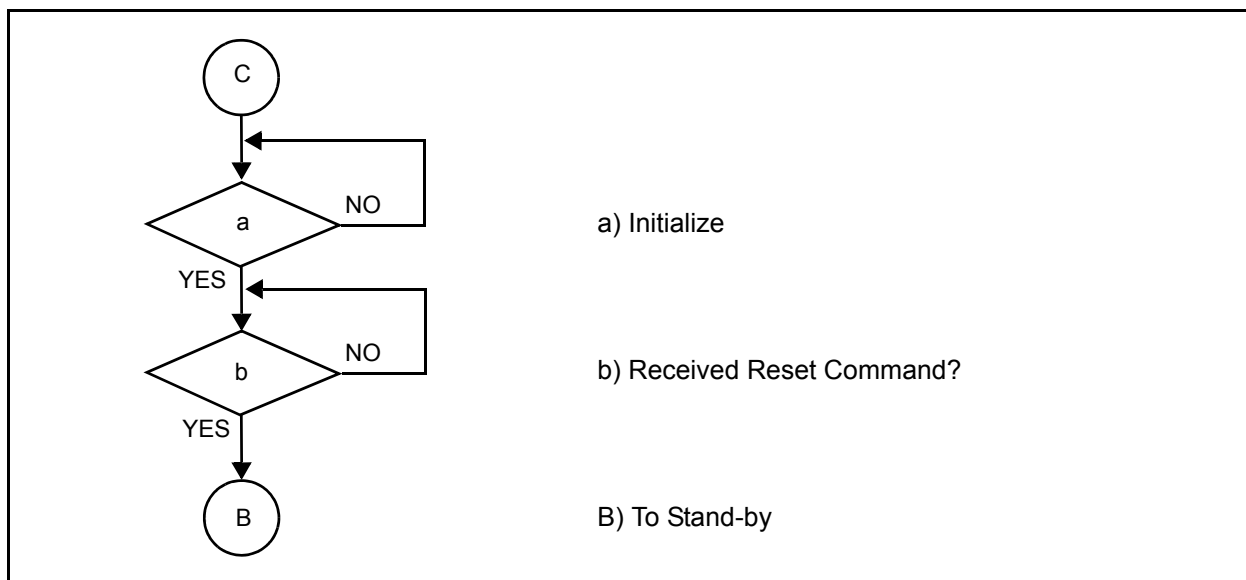 C
a
NO
a) Initialize
YES
b
NO
b) Received Reset Command?
YES
B
B) To Stand-by